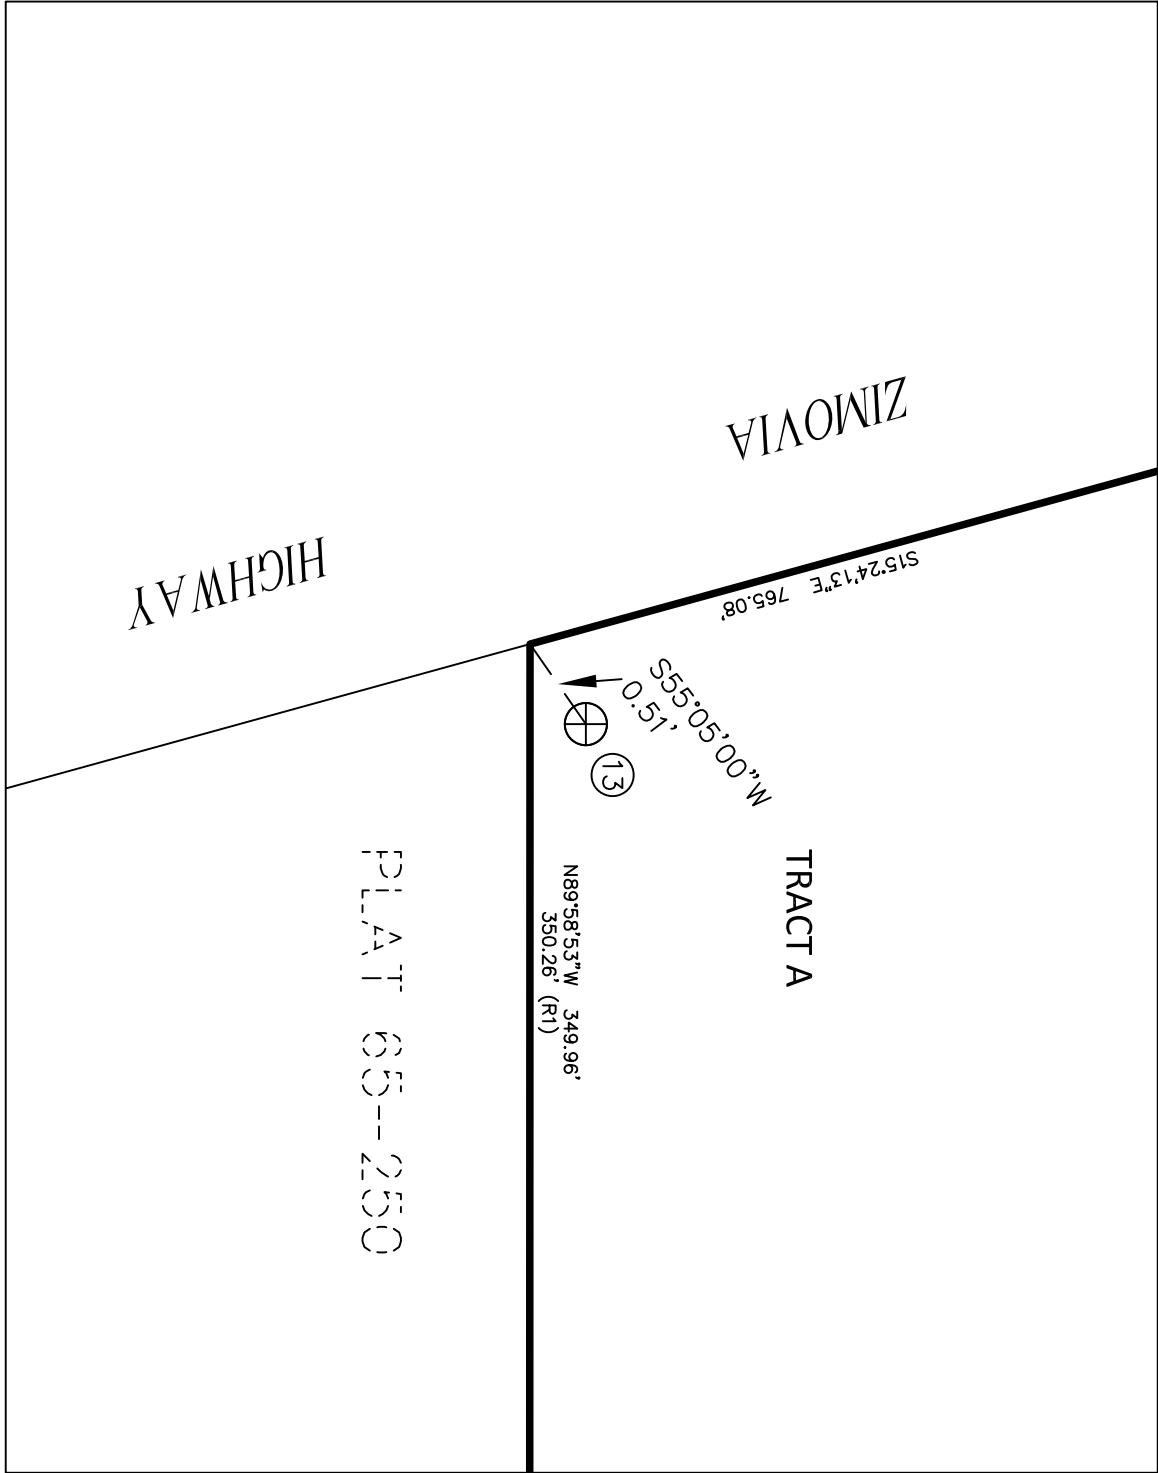 ZIMOVIA
HIGHWAY
S15°24'13"E 765.08'
S55°05'00"W
0.51'
13
TRACT A
N89°58'53"W 349.96'
350.26' (R1)
PLAT 65--250